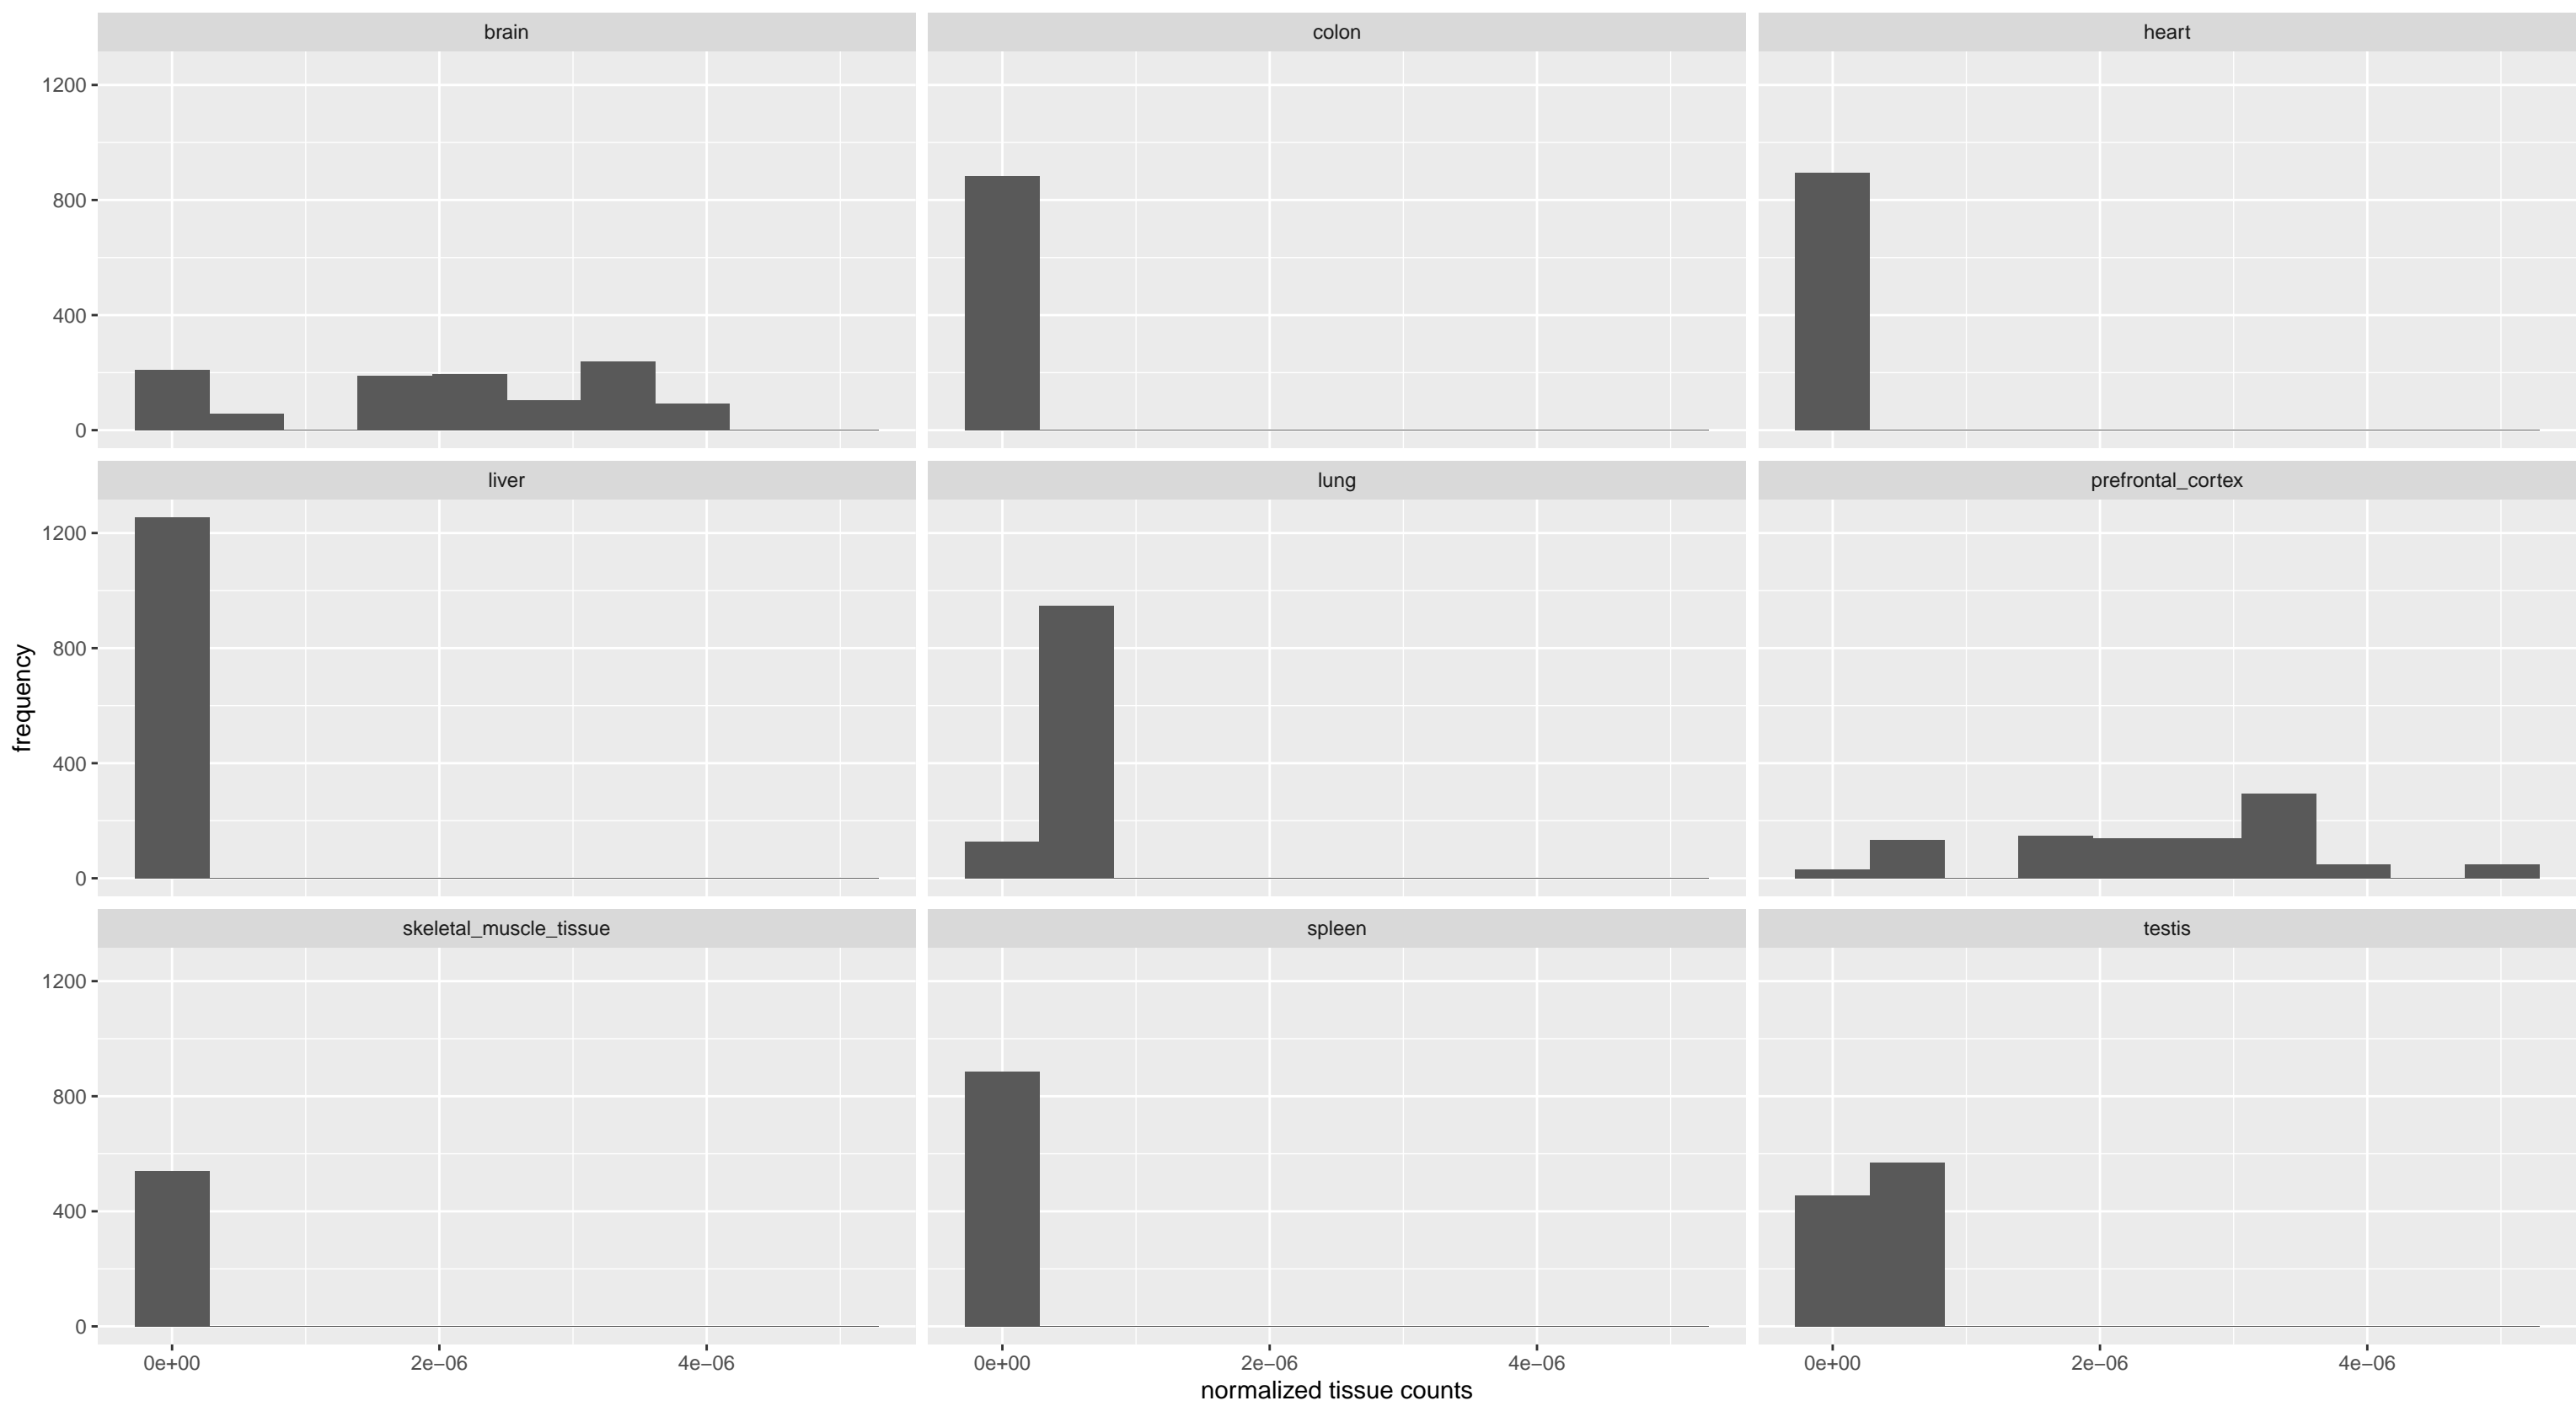 brain colon heart
1200
800
400
0
liver lung prefrontal_cortex
1200
800
400
0
frequency
skeletal_muscle_tissue spleen testis
1200
800
400
0
0e+00 2e−06 4e−06 0e+00 2e−06 4e−06 0e+00 2e−06 4e−06
normalized tissue counts